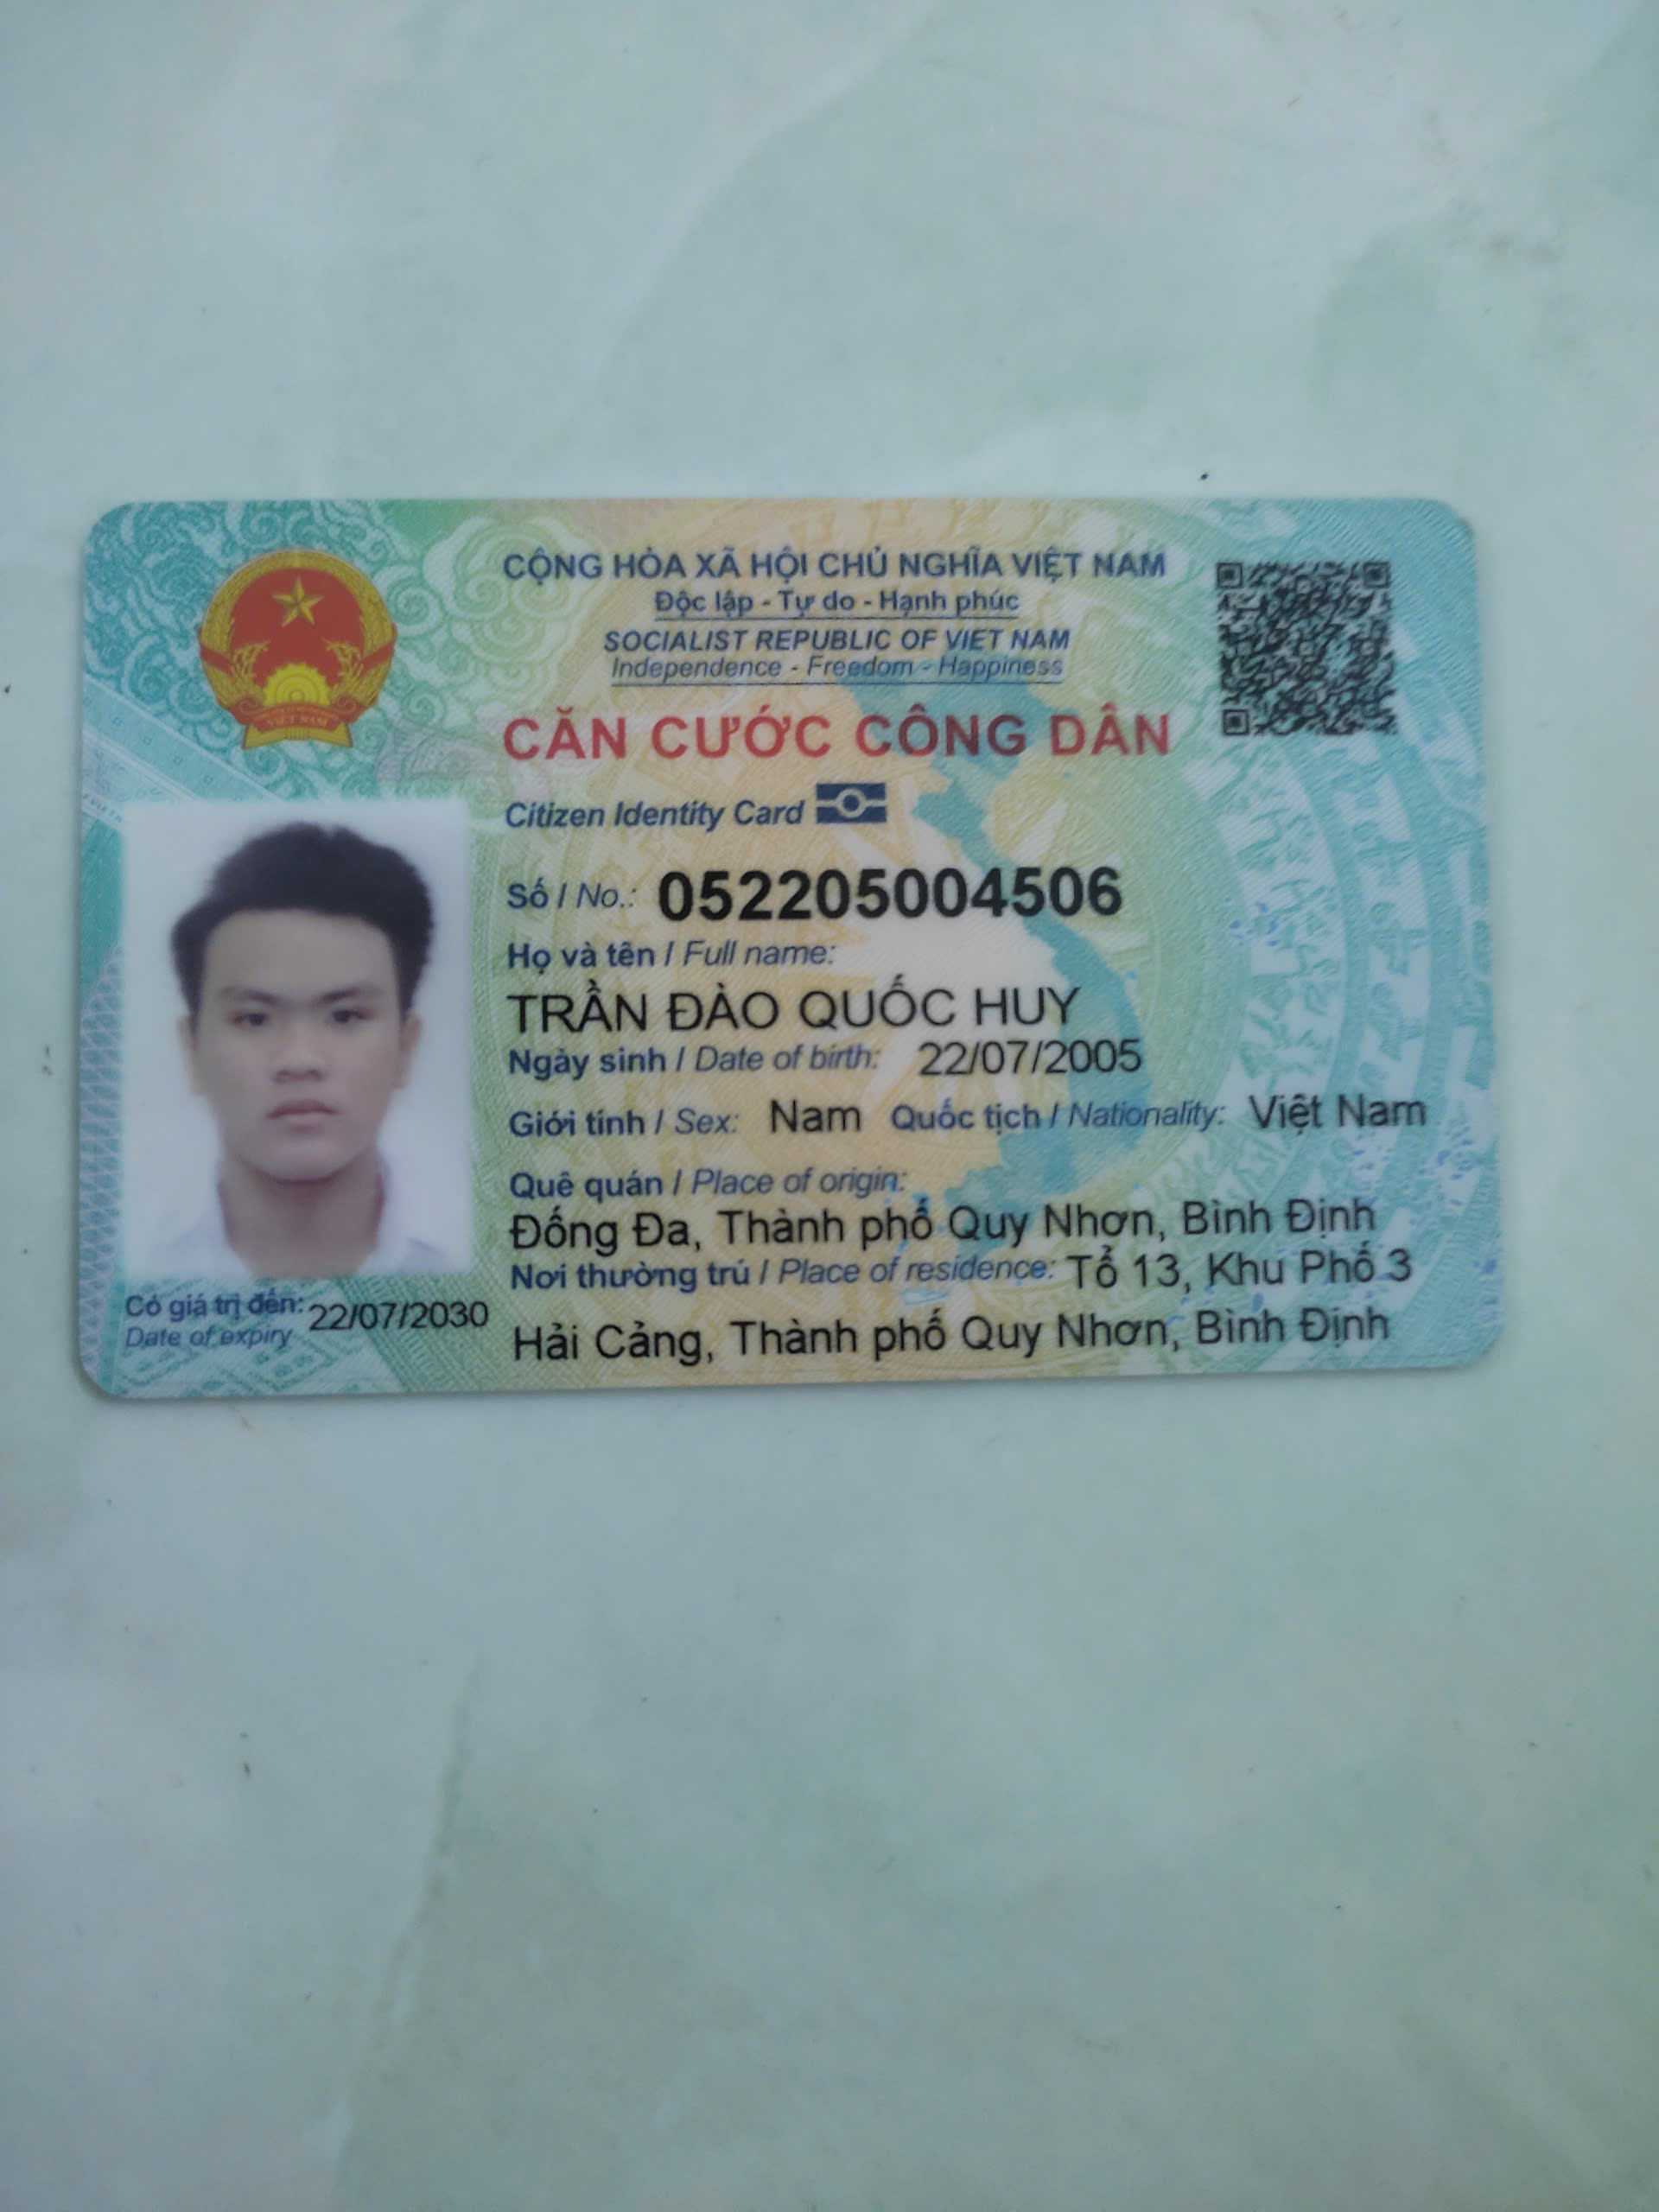 CỘNG HÒA XÃ HỘI CHỦ NGHĨA VIỆT NAM
Độc lập - Tự do - Hạnh phúc
SOCIALIST REPUBLIC OF VIET NAM
Independence - Freedom - Happiness
CĂN CƯỚC CÔNG DÂN
Citizen Identity Card
Số / No.: 052205004506
Họ và tên / Full name:
TRẦN ĐÀO QUỐC HUY
Ngày sinh / Date of birth: 22/07/2005
Giới tính / Sex: Nam Quốc tịch / Nationality: Việt Nam
Quê quán / Place of origin:
Đống Đa, Thành phố Quy Nhơn, Bình Định
Nơi thường trú / Place of residence: Tổ 13, Khu Phố 3
Hải Cảng, Thành phố Quy Nhơn, Bình Định
Có giá trị đến: 22/07/2030
Date of expiry
VIỆT NAM